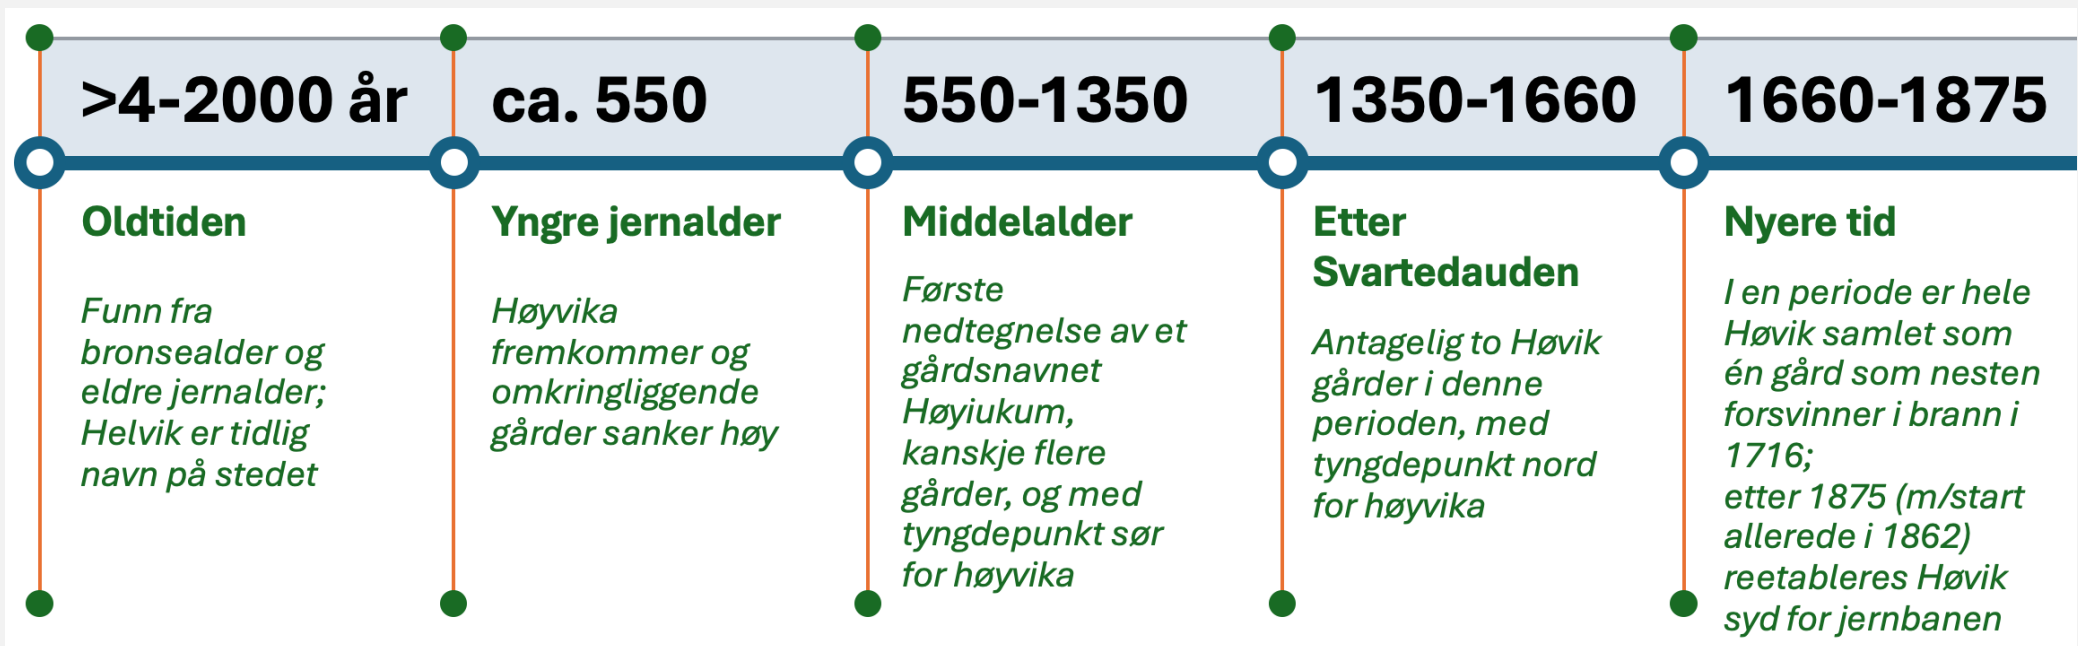 >4-2000 år
Oldtiden
Funn fra
bronsealder og
eldre jernalder;
Helvik er tidlig
navn på stedet
ca. 550
Yngre jernalder
Høyvika
fremkommer og
omkringliggende
gårder sanker høy
550-1350
Middelalder
Første
nedtegnelse av et
gårdsnavnet
Høyiukum,
kanskje flere
gårder, og med
tyngdepunkt sør
for høyvika
1350-1660
Etter
Svartedauden
Antagelig to Høvik
gårder i denne
perioden, med
tyngdepunkt nord
for høyvika
1660-1875
Nyere tid
I en periode er hele
Høvik samlet som
én gård som nesten
forsvinner i brann i
1716;
etter 1875 (m/start
allerede i 1862)
reetableres Høvik
syd for jernbanen